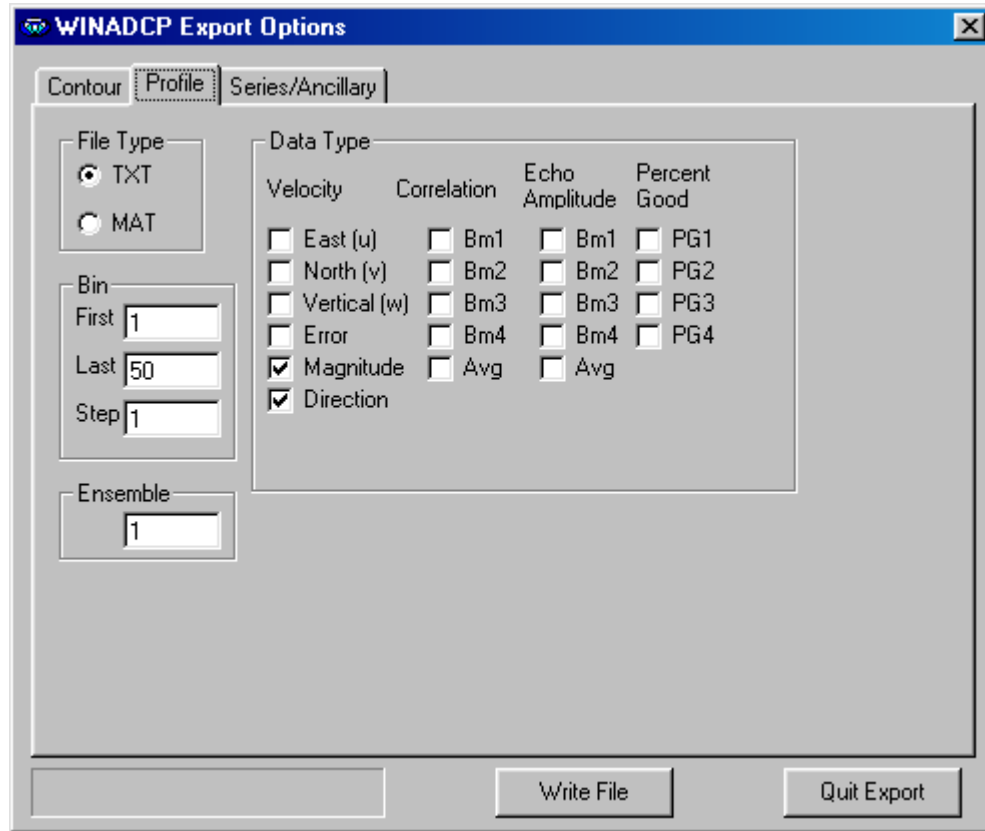 WINADCP Export Options
Contour Profile Series/Ancillary
File Type
TXT
MAT
Bin
First 1
Last 50
Step 1
Ensemble
1
Data Type
Velocity Correlation Echo Amplitude Percent Good
East (u) Bm1 Bm1 PG1
North (v) Bm2 Bm2 PG2
Vertical (w) Bm3 Bm3 PG3
Error Bm4 Bm4 PG4
Magnitude Avg Avg
Direction
Write File Quit Export